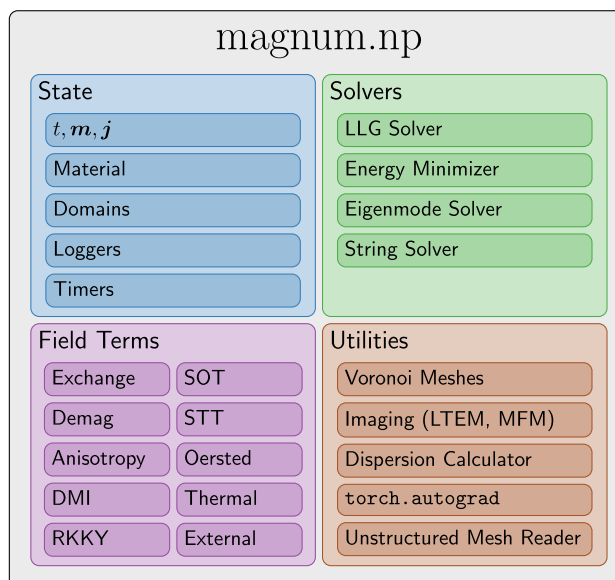 magnum.np
State
t, m, j
Material
Domains
Loggers
Timers
Solvers
LLG Solver
Energy Minimizer
Eigenmode Solver
String Solver
Field Terms
Exchange
SOT
Demag
STT
Anisotropy
Oersted
DMI
Thermal
RKKY
External
Utilities
Voronoi Meshes
Imaging (LTEM, MFM)
Dispersion Calculator
torch.autograd
Unstructured Mesh Reader